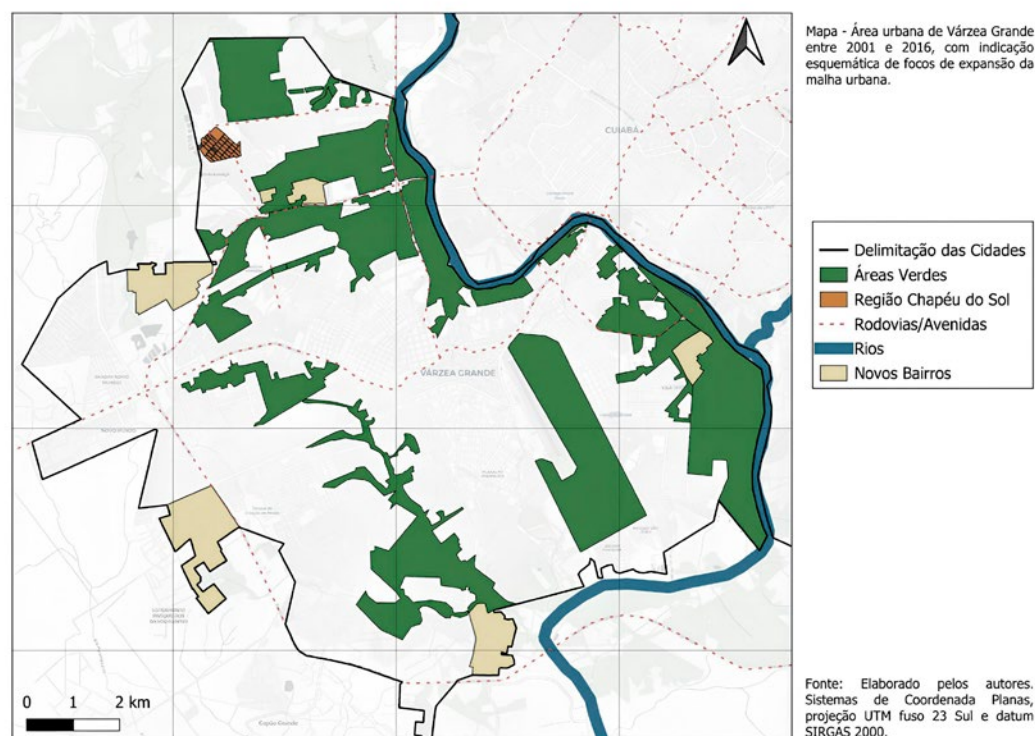 Mapa - Área urbana de Várzea Grande
entre 2001 e 2016, com indicação
esquemática de focos de expansão da
malha urbana.
CUIABÁ
VÁRZEA GRANDE
Delimitação das Cidades
Áreas Verdes
Região Chapéu do Sol
Rodovias/Avenidas
Rios
Novos Bairros
0 1 2 km
Capão Grande
Fonte: Elaborado pelos autores.
Sistemas de Coordenada Planas,
projeção UTM fuso 23 Sul e datum
SIRGAS 2000.